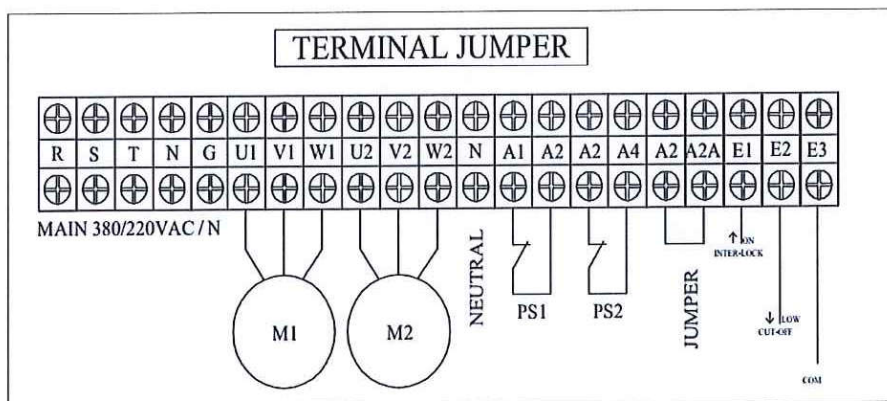 TERMINAL JUMPER
R S T N G U1 V1 W1 U2 V2 W2 N A1 A2 A2 A4 A2 A2A E1 E2 E3
MAIN 380/220VAC / N
M1
M2
NEUTRAL
PS1
PS2
JUMPER
↑ ON
INTER-LOCK
↓ LOW
CUT-OFF
COM